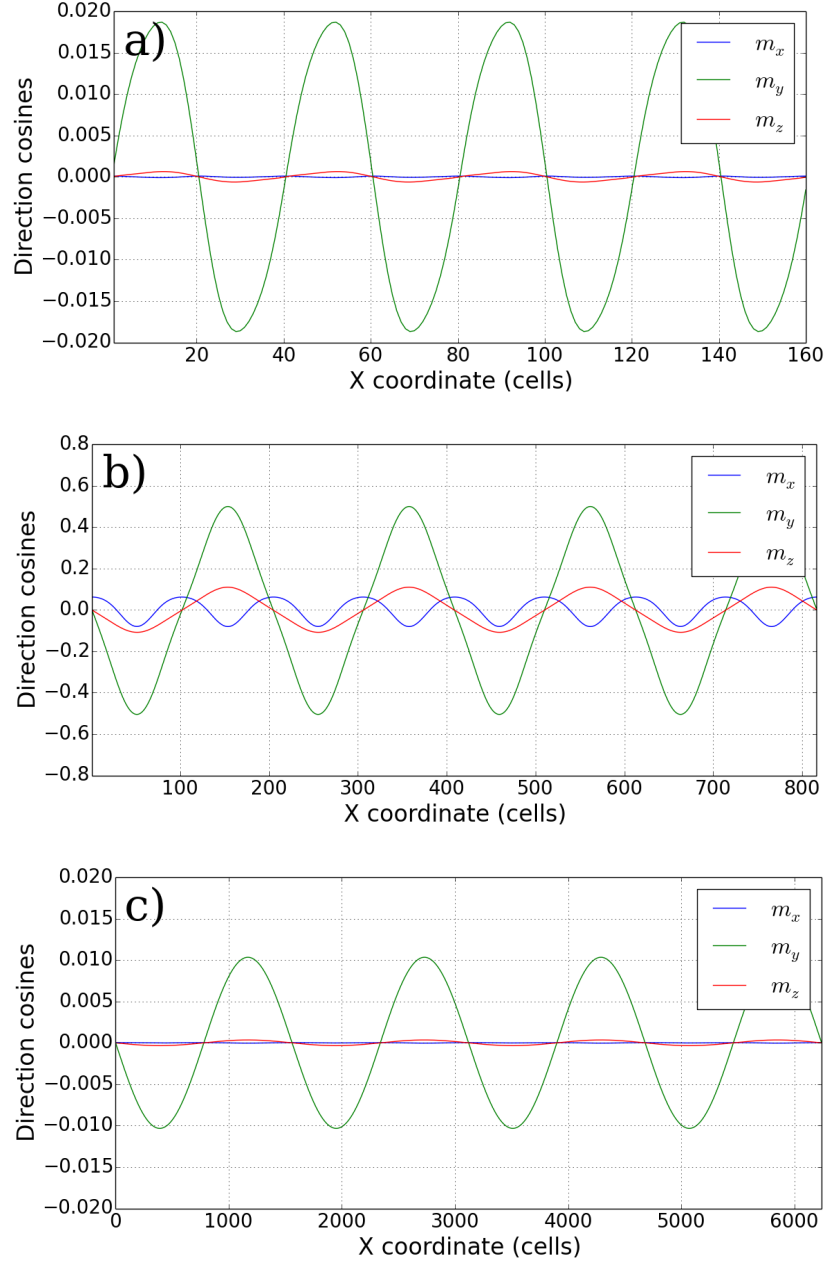 a)
0.020
0.015
0.010
0.005
0.000
−0.005
−0.010
−0.015
−0.020
Direction cosines
m_x
m_y
m_z
20 40 60 80 100 120 140 160
X coordinate (cells)
b)
0.8
0.6
0.4
0.2
0.0
−0.2
−0.4
−0.6
−0.8
Direction cosines
m_x
m_y
m_z
100 200 300 400 500 600 700 800
X coordinate (cells)
c)
0.020
0.015
0.010
0.005
0.000
−0.005
−0.010
−0.015
−0.020
Direction cosines
m_x
m_y
m_z
0 1000 2000 3000 4000 5000 6000
X coordinate (cells)